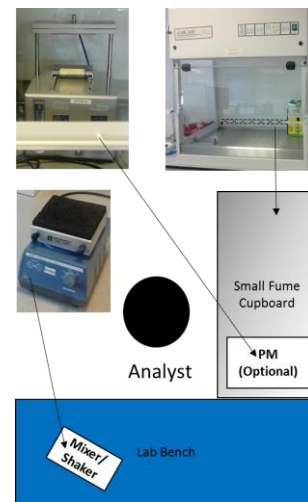 Small Fume
Cupboard
PM
(Optional)
Analyst
Mixer/
Shaker
Lab Bench